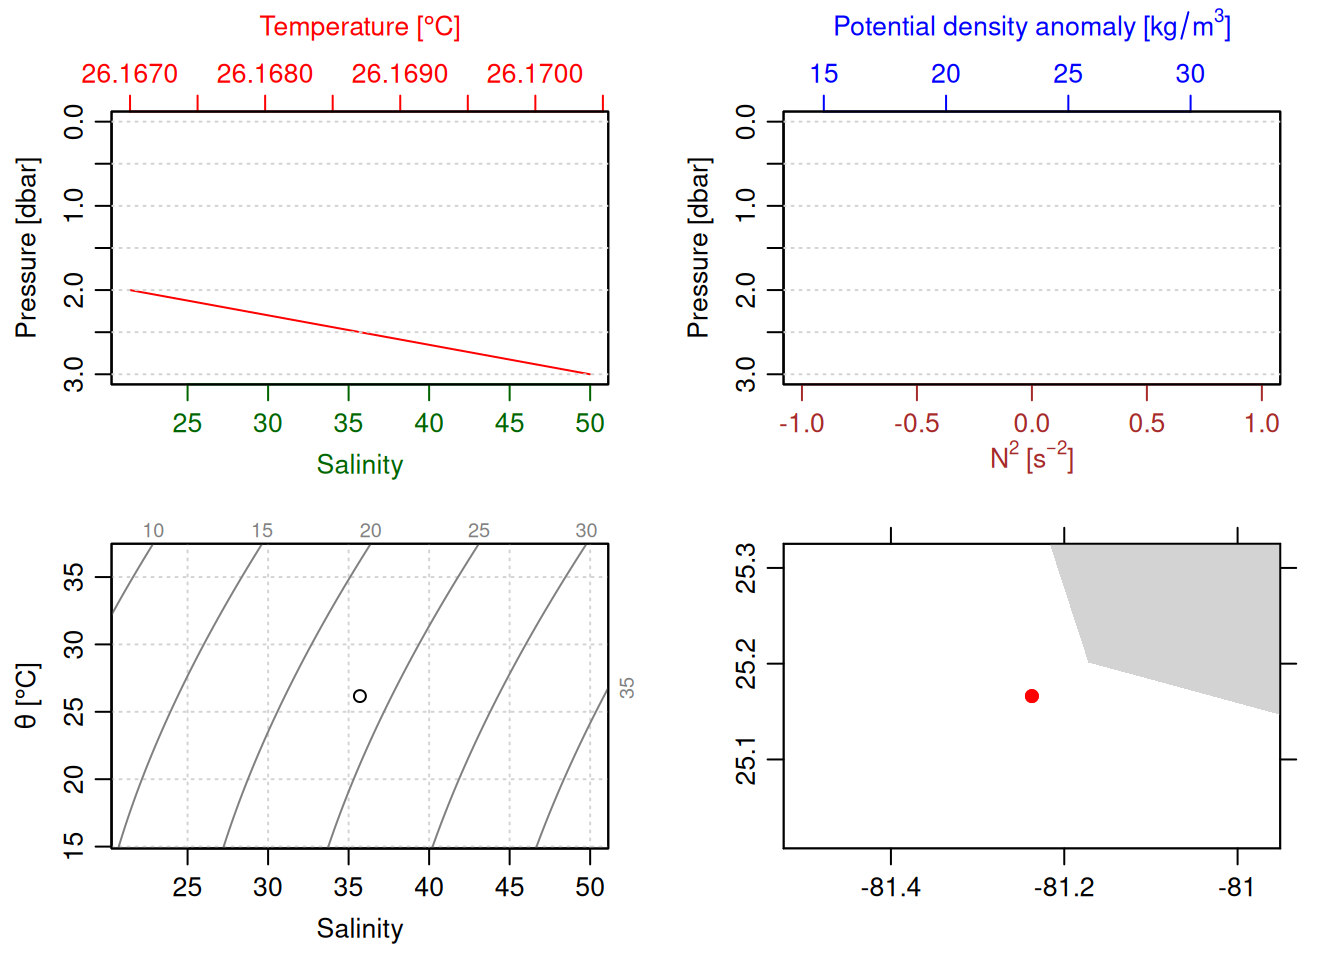 Temperature [°C]
26.1670 26.1680 26.1690 26.1700
Pressure [dbar]
0.0
1.0
2.0
3.0
25 30 35 40 45 50
Salinity
Potential density anomaly [kg/m³]
15 20 25 30
Pressure [dbar]
0.0
1.0
2.0
3.0
-1.0 -0.5 0.0 0.5 1.0
N² [s⁻²]
10 15 20 25 30
35
θ [°C]
35
30
25
20
15
25 30 35 40 45 50
Salinity
25.3
25.2
25.1
-81.4 -81.2 -81